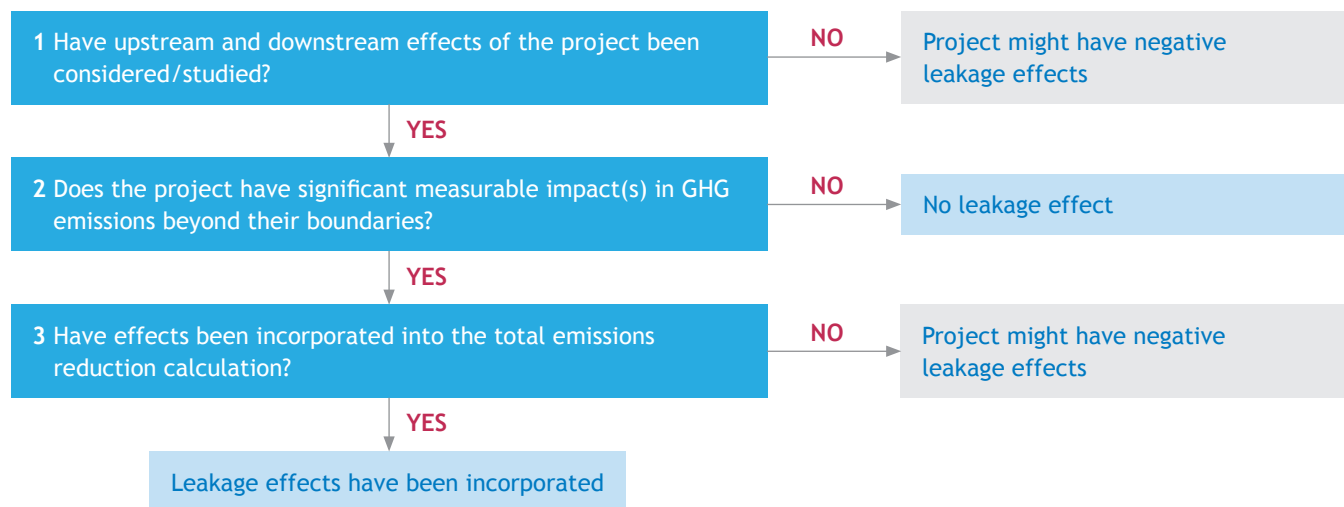 1 Have upstream and downstream effects of the project been
considered/studied?
NO
Project might have negative
leakage effects
YES
2 Does the project have significant measurable impact(s) in GHG
emissions beyond their boundaries?
NO
No leakage effect
YES
3 Have effects been incorporated into the total emissions
reduction calculation?
NO
Project might have negative
leakage effects
YES
Leakage effects have been incorporated